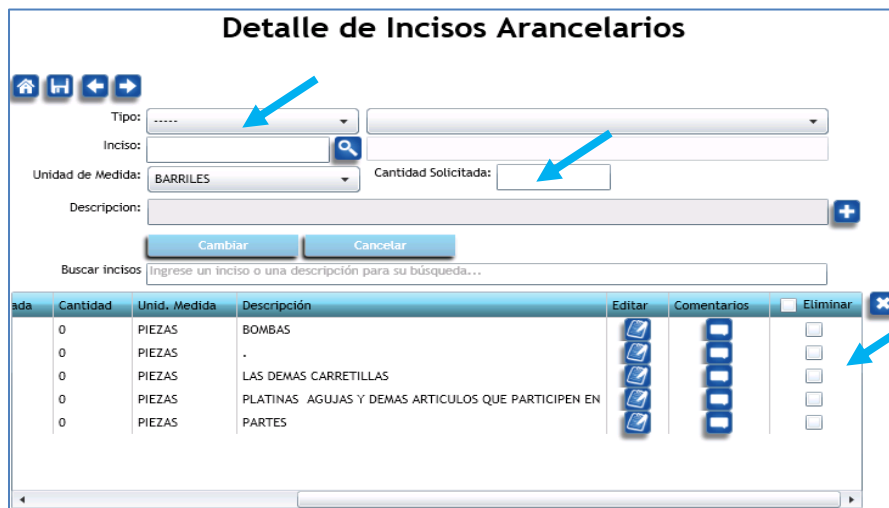 Detalle de Incisos Arancelarios
Tipo: -----
Inciso:
Unidad de Medida: BARRILES Cantidad Solicitada:
Descripcion:
Cambiar Cancelar
Buscar incisos Ingrese un inciso o una descripción para su búsqueda...
ada Cantidad Unid. Medida Descripción Editar Comentarios Eliminar
0 PIEZAS BOMBAS
0 PIEZAS .
0 PIEZAS LAS DEMAS CARRETILLAS
0 PIEZAS PLATINAS AGUJAS Y DEMAS ARTICULOS QUE PARTICIPEN EN
0 PIEZAS PARTES